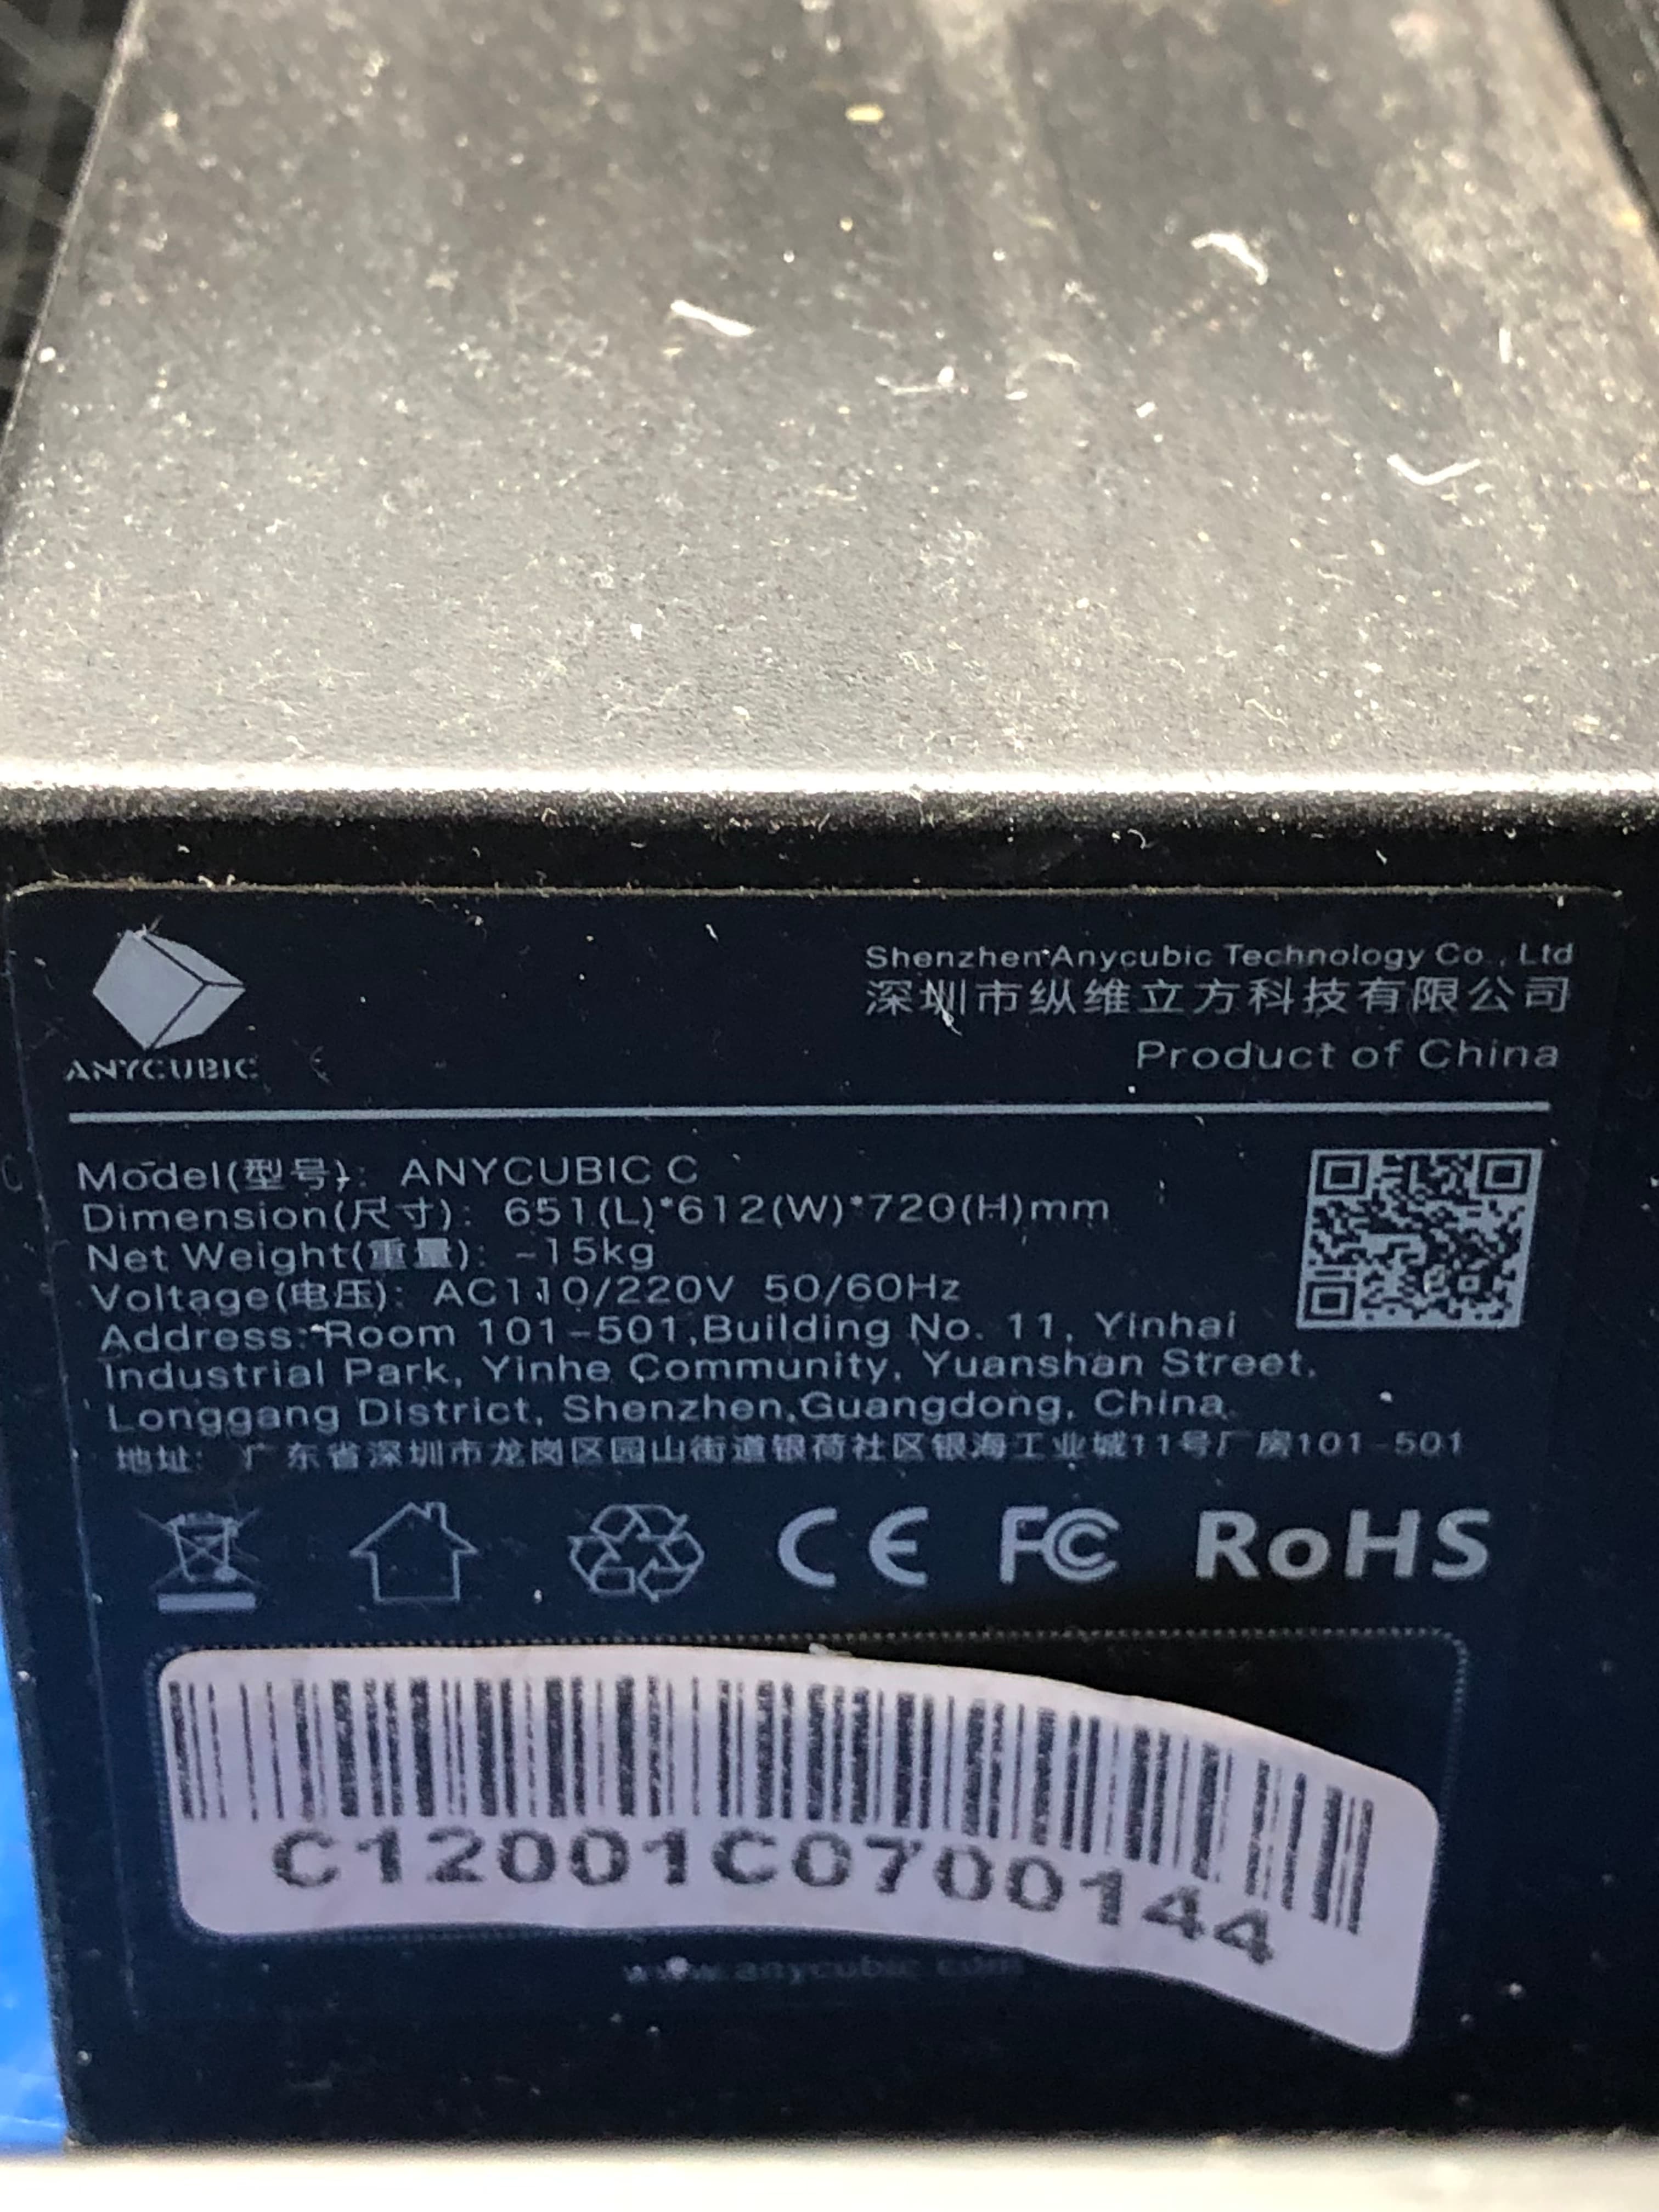 ANYCUBIC
Shenzhen Anycubic Technology Co., Ltd
深圳市纵维立方科技有限公司
Product of China
Model(型号): ANYCUBIC C
Dimension(尺寸): 651(L)*612(W)*720(H)mm
Net Weight(重量): ~15kg
Voltage(电压): AC110/220V 50/60Hz
Address: Room 101-501,Building No. 11, Yinhai
Industrial Park, Yinhe Community, Yuanshan Street,
Longgang District, Shenzhen,Guangdong, China.
地址: 广东省深圳市龙岗区园山街道银荷社区银海工业城11号厂房101-501
CE FC RoHS
C12001C0700144
www.anycubic.com